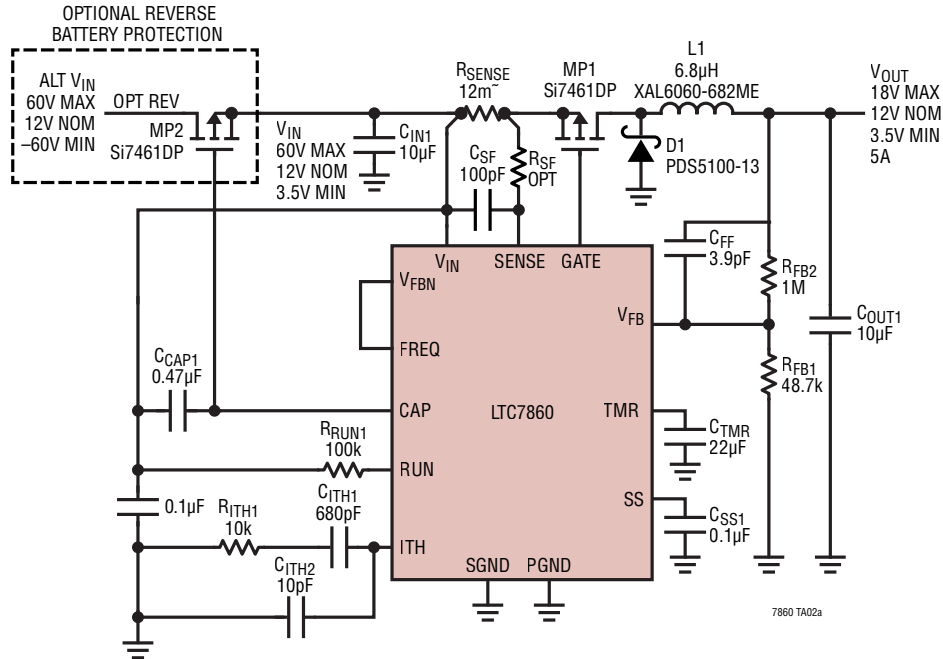 OPTIONAL REVERSE
BATTERY PROTECTION
ALT VIN
60V MAX
12V NOM
–60V MIN
OPT REV
MP2
Si7461DP
VIN
60V MAX
12V NOM
3.5V MIN
CIN1
10µF
RSENSE
12m~
CSF
100pF
RSF
OPT
MP1
Si7461DP
L1
6.8µH
XAL6060-682ME
D1
PDS5100-13
VOUT
18V MAX
12V NOM
3.5V MIN
5A
CFF
3.9pF
RFB2
1M
RFB1
48.7k
COUT1
10µF
VIN
SENSE
GATE
VFBN
FREQ
CAP
RUN
ITH
LTC7860
VFB
TMR
SS
SGND
PGND
CCAP1
0.47µF
RRUN1
100k
0.1µF
RITH1
10k
CITH1
680pF
CITH2
10pF
CTMR
22µF
CSS1
0.1µF
7860 TA02a